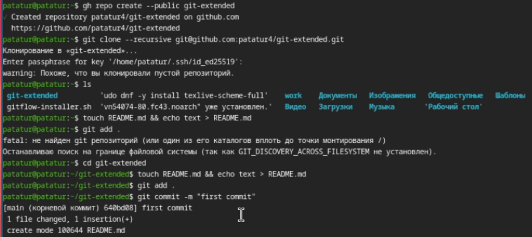 patatur@patatur:~$ gh repo create --public git-extended
✓ Created repository patatur4/git-extended on github.com
https://github.com/patatur4/git-extended
patatur@patatur:~$ git clone --recursive git@github.com:patatur4/git-extended.git
Клонирование в «git-extended»...
Enter passphrase for key '/home/patatur/.ssh/id_ed25519':
warning: Похоже, что вы клонировали пустой репозиторий.
patatur@patatur:~$ ls
git-extended 'udo dnf -y install texlive-scheme-full' work Документы Изображения Общедоступные Шаблоны
gitflow-installer.sh 'vn54074-80.fc43.noarch" уже установлен.' Видео Загрузки Музыка 'Рабочий стол'
patatur@patatur:~$ touch README.md && echo text > README.md
patatur@patatur:~$ git add .
fatal: не найден git репозиторий (или один из его каталогов вплоть до точки монтирования /)
Останавливаю поиск на границе файловой системы (так как GIT_DISCOVERY_ACROSS_FILESYSTEM не установлен).
patatur@patatur:~$ cd git-extended
patatur@patatur:~/git-extended$ touch README.md && echo text > README.md
patatur@patatur:~/git-extended$ git add .
patatur@patatur:~/git-extended$ git commit -m "first commit"
[main (корневой коммит) 640bd08] first commit
1 file changed, 1 insertion(+)
create mode 100644 README.md